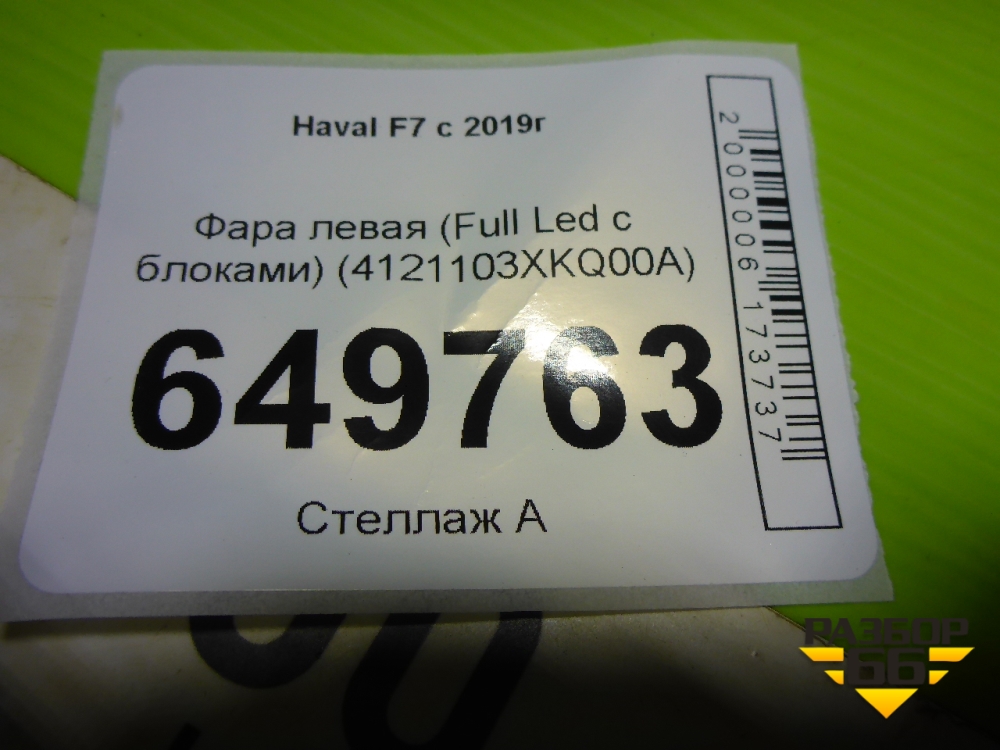 Haval F7 с 2019г
Фара левая (Full Led с
блоками) (4121103XKQ00A)
649763
Стеллаж А
2000006173737
РАЗБОР
66